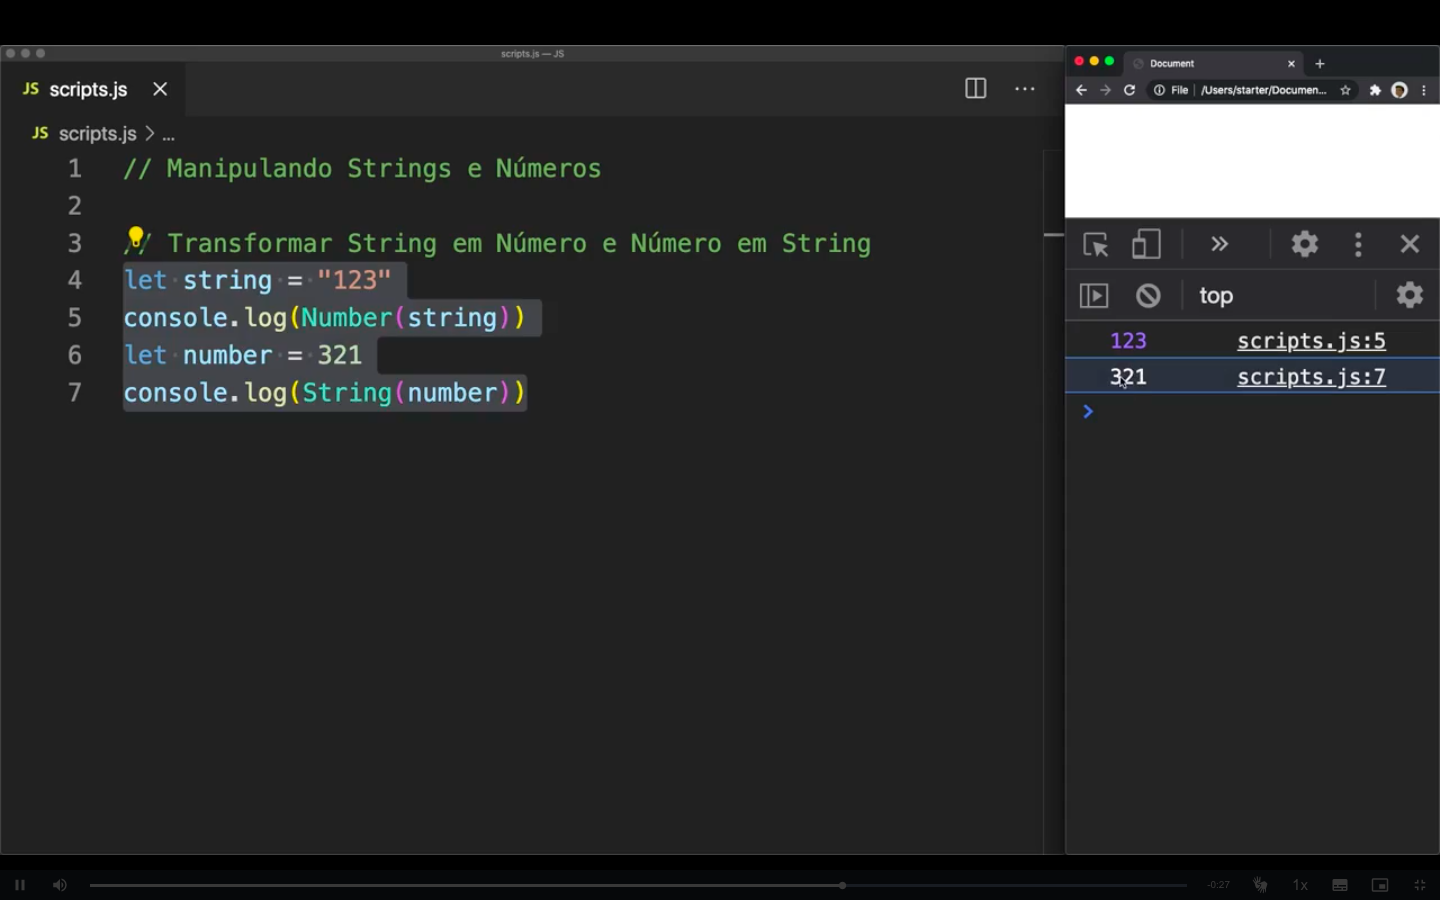 scripts.js — JS
JS scripts.js
JS scripts.js > ...
1 // Manipulando Strings e Números
2
3 // Transformar String em Número e Número em String
4 let string = "123"
5 console.log(Number(string))
6 let number = 321
7 console.log(String(number))
Document
File /Users/starter/Documen...
top
123 scripts.js:5
321 scripts.js:7
-0:27
1x